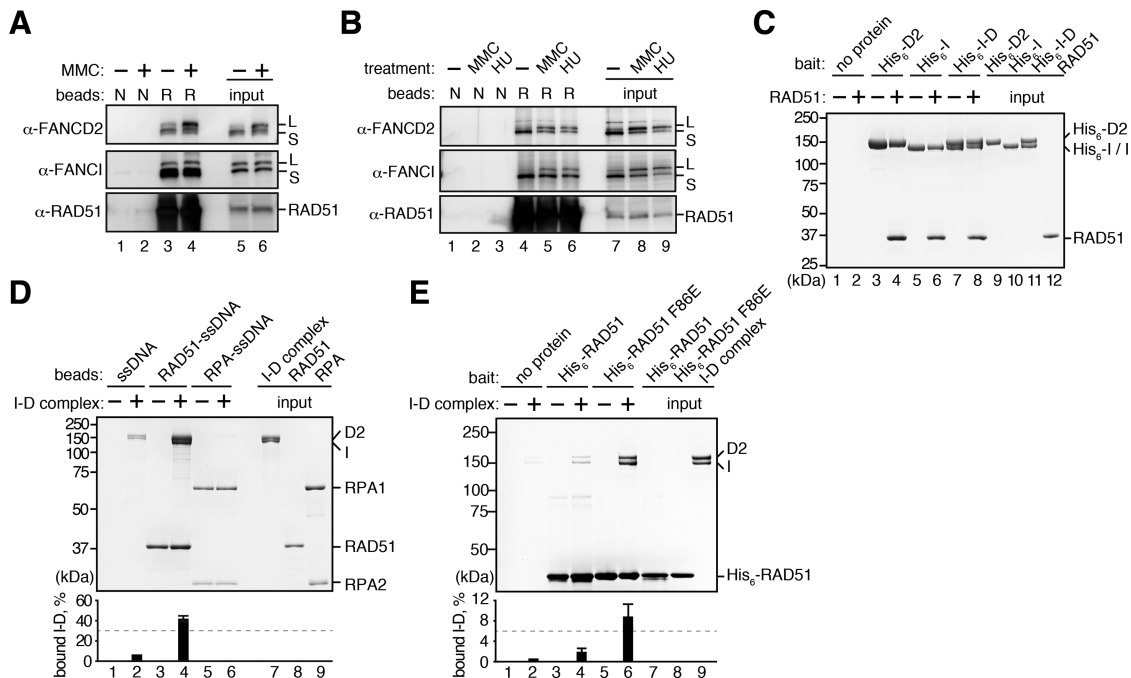 A
MMC: – + – + – +
beads: N N R R input
α-FANCD2 L S
α-FANCI L S
α-RAD51 RAD51
1 2 3 4 5 6
B
treatment: – MMC HU – MMC HU – MMC HU
beads: N N N R R R input
α-FANCD2 L S
α-FANCI L S
α-RAD51 RAD51
1 2 3 4 5 6 7 8 9
C
bait: no protein His6-D2 His6-I His6-I-D His6-D2 His6-I His6-I-D RAD51
RAD51: – + – + – + – + input
250
150 His6-D2
His6-I / I
100
75
50
37 RAD51
25
(kDa) 1 2 3 4 5 6 7 8 9 10 11 12
D
beads: ssDNA RAD51-ssDNA RPA-ssDNA I-D complex RAD51 RPA
I-D complex: – + – + – + input
250
150 D2
100 I
75
RPA1
50
37 RAD51
(kDa) RPA2
bound I-D, %
60
40
20
0
1 2 3 4 5 6 7 8 9
E
bait: no protein His6-RAD51 His6-RAD51 F86E His6-RAD51 His6-RAD51 F86E I-D complex
I-D complex: – + – + – + input
250
D2
150 I
100
75
50
(kDa) His6-RAD51
bound I-D, %
12
8
4
0
1 2 3 4 5 6 7 8 9